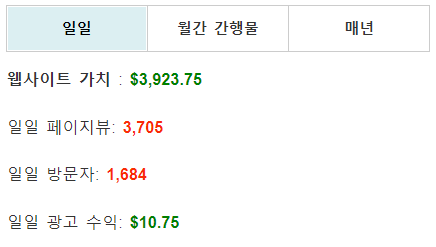 일일 월간 간행물 매년
웹사이트 가치 : $3,923.75
일일 페이지뷰: 3,705
일일 방문자: 1,684
일일 광고 수익: $10.75